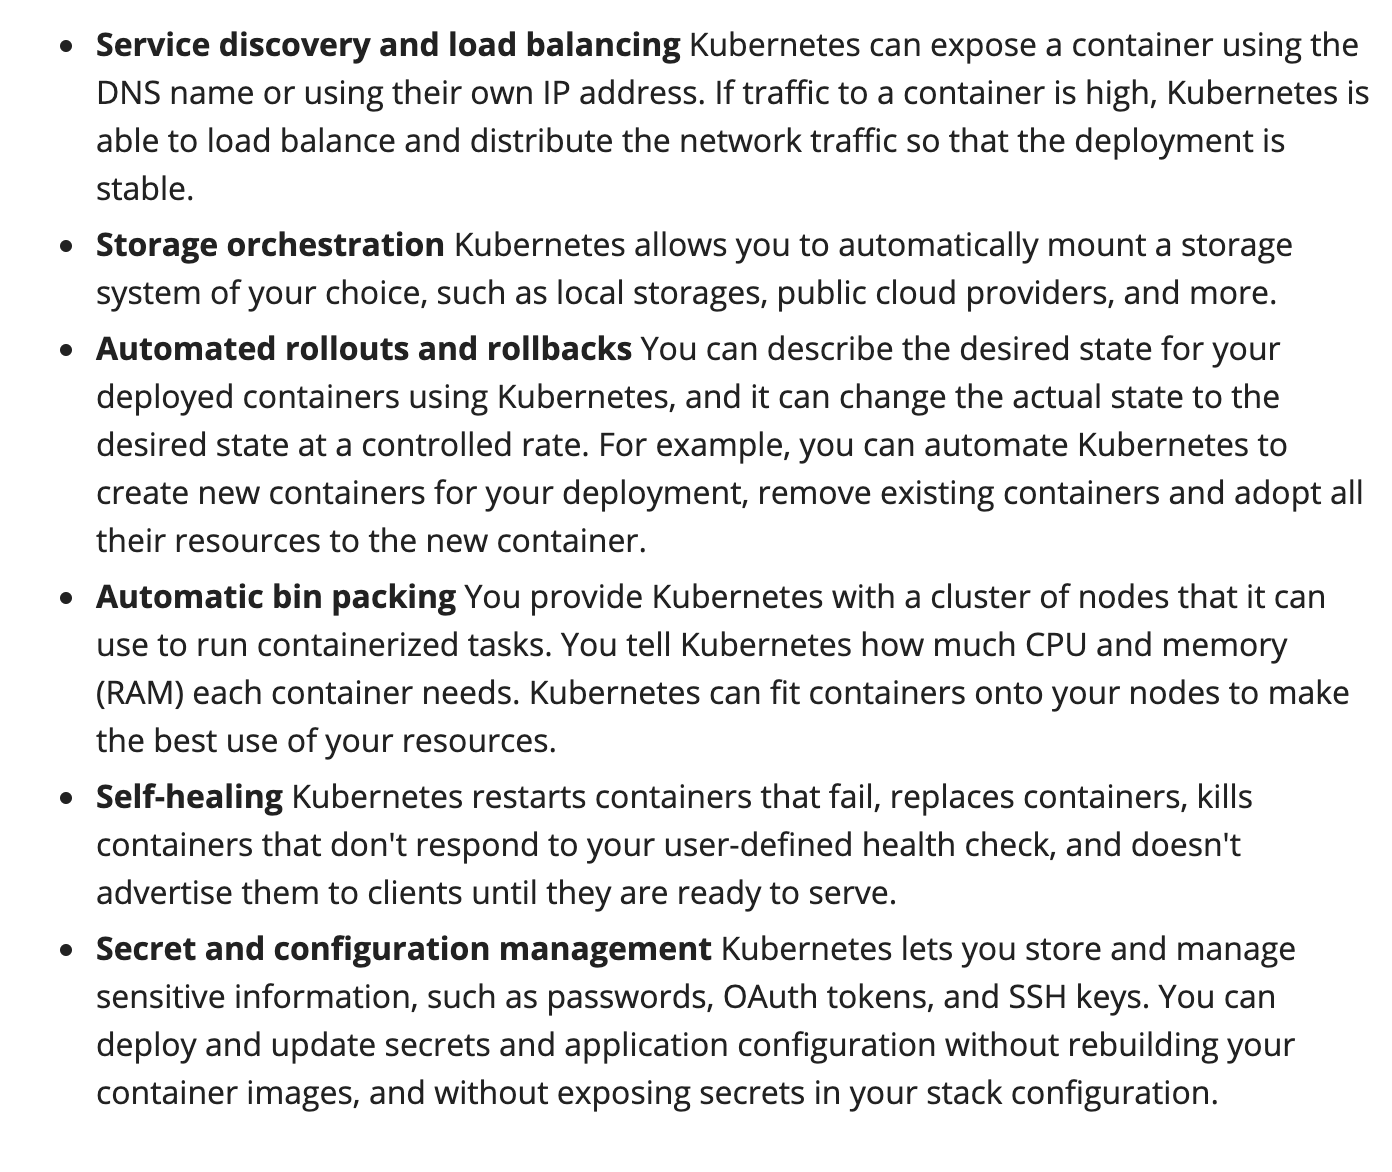 Service discovery and load balancing Kubernetes can expose a container using the
DNS name or using their own IP address. If traffic to a container is high, Kubernetes is
able to load balance and distribute the network traffic so that the deployment is
stable.
Storage orchestration Kubernetes allows you to automatically mount a storage
system of your choice, such as local storages, public cloud providers, and more.
Automated rollouts and rollbacks You can describe the desired state for your
deployed containers using Kubernetes, and it can change the actual state to the
desired state at a controlled rate. For example, you can automate Kubernetes to
create new containers for your deployment, remove existing containers and adopt all
their resources to the new container.
Automatic bin packing You provide Kubernetes with a cluster of nodes that it can
use to run containerized tasks. You tell Kubernetes how much CPU and memory
(RAM) each container needs. Kubernetes can fit containers onto your nodes to make
the best use of your resources.
Self-healing Kubernetes restarts containers that fail, replaces containers, kills
containers that don't respond to your user-defined health check, and doesn't
advertise them to clients until they are ready to serve.
Secret and configuration management Kubernetes lets you store and manage
sensitive information, such as passwords, OAuth tokens, and SSH keys. You can
deploy and update secrets and application configuration without rebuilding your
container images, and without exposing secrets in your stack configuration.